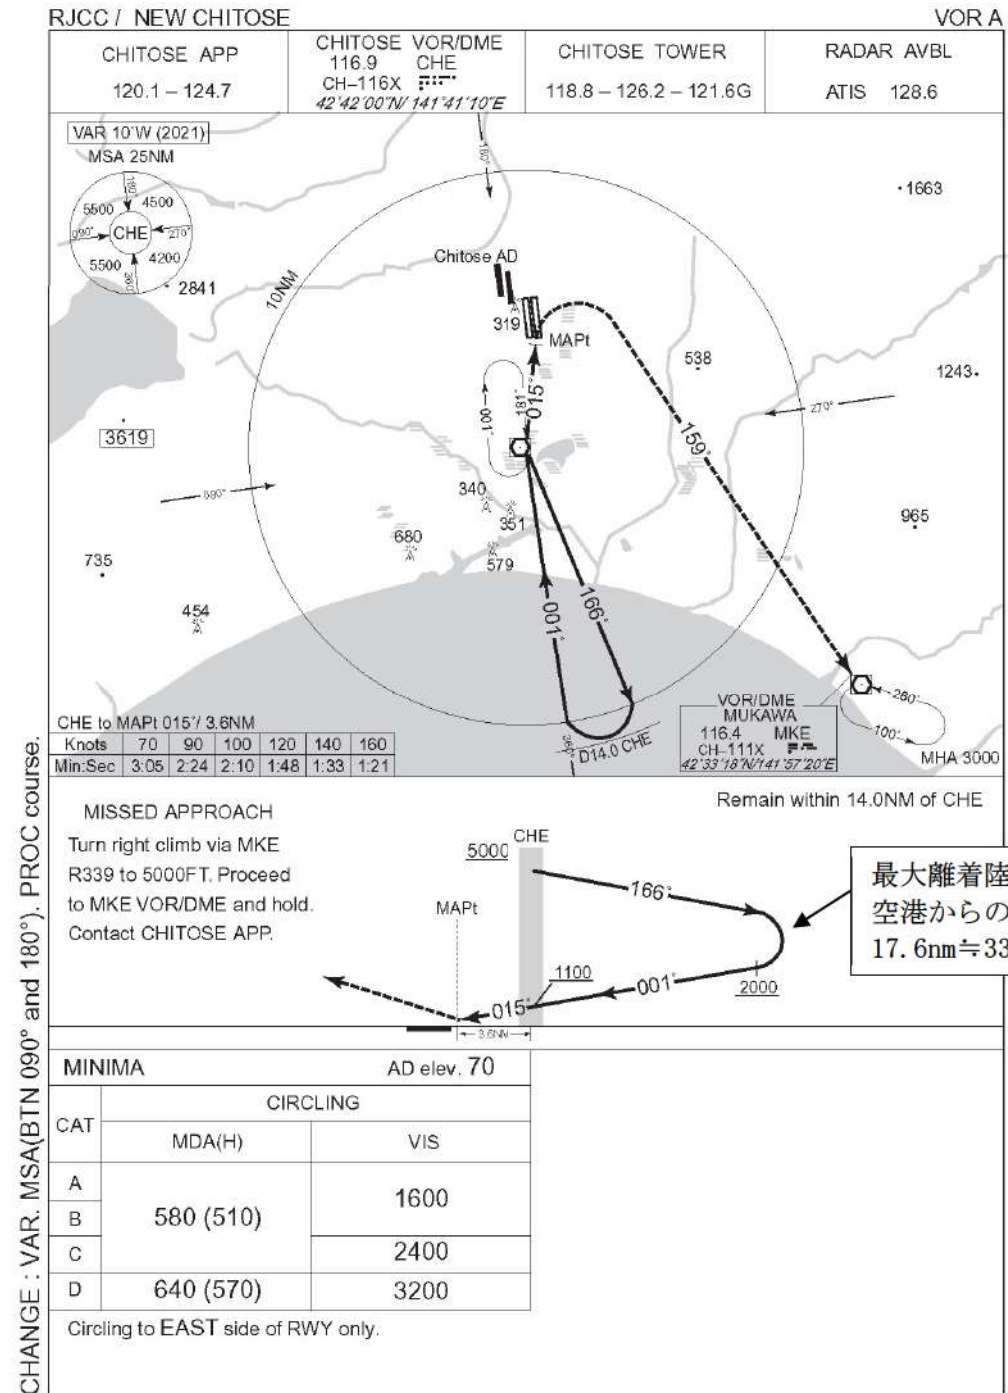 RJCC / NEW CHITOSE
VOR A
CHITOSE APP
120.1 – 124.7
CHITOSE VOR/DME
116.9 CHE
CH–116X
42°42'00"N/ 141°41'10"E
CHITOSE TOWER
118.8 – 126.2 – 121.6G
RADAR AVBL
ATIS 128.6
VAR 10°W (2021)
MSA 25NM
180°
5500
4500
090°
CHE
270°
5500
4200
360°
2841
10NM
180°
1663
Chitose AD
319
MAPt
538
1243
015°
181°
001°
270°
3619
159°
090°
340
351
680
579
965
735
454
001°
166°
VOR/DME
MUKAWA
116.4 MKE
CH–111X
42°33'18"N/141°57'20"E
280°
100°
MHA 3000
360°
D14.0 CHE
CHE to MAPt 015°/ 3.6NM
Knots 70 90 100 120 140 160
Min:Sec 3:05 2:24 2:10 1:48 1:33 1:21
MISSED APPROACH
Turn right climb via MKE
R339 to 5000FT. Proceed
to MKE VOR/DME and hold.
Contact CHITOSE APP.
Remain within 14.0NM of CHE
CHE
5000
166°
MAPt
1100
001°
2000
015°
3.6NM
最大離着陸
空港からの
17.6nm≒33
MINIMA
AD elev. 70
CAT
CIRCLING
MDA(H)
VIS
A
B
580 (510)
1600
C
2400
D
640 (570)
3200
Circling to EAST side of RWY only.
CHANGE : VAR. MSA(BTN 090° and 180°). PROC course.